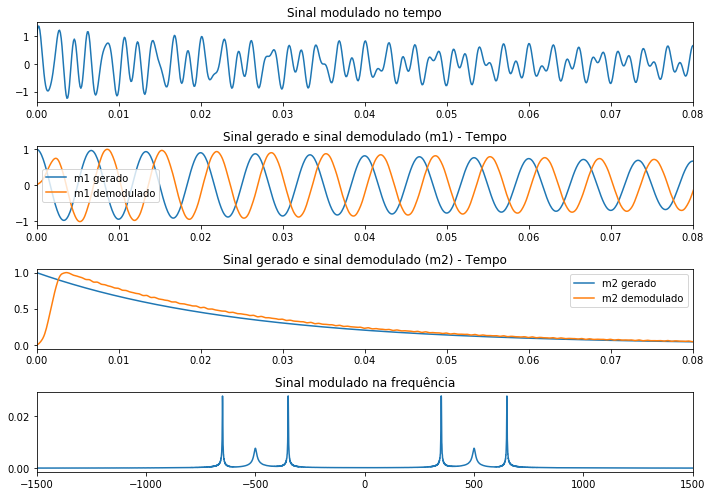 Sinal modulado no tempo
1
0
−1
0.00 0.01 0.02 0.03 0.04 0.05 0.06 0.07 0.08
Sinal gerado e sinal demodulado (m1) - Tempo
1
0
−1
m1 gerado
m1 demodulado
0.00 0.01 0.02 0.03 0.04 0.05 0.06 0.07 0.08
Sinal gerado e sinal demodulado (m2) - Tempo
1.0
0.5
0.0
m2 gerado
m2 demodulado
0.00 0.01 0.02 0.03 0.04 0.05 0.06 0.07 0.08
Sinal modulado na frequência
0.02
0.00
−1500 −1000 −500 0 500 1000 1500